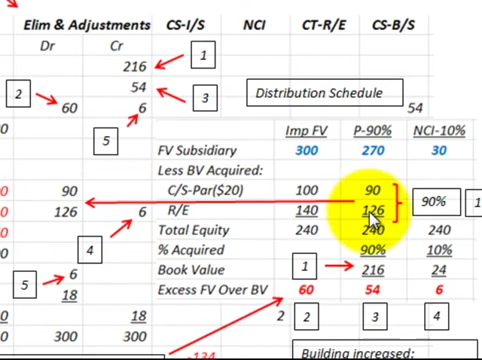 Elim & Adjustments CS-I/S NCI CT-R/E CS-B/S
Dr Cr
216 1
2 54
60 6 3 Distribution Schedule 54
5
Imp FV P-90% NCI-10%
FV Subsidiary 300 270 30
Less BV Acquired:
90 C/S-Par($20) 100 90
126 6 R/E 140 126 90% 1
4 Total Equity 240 240 240
% Acquired 90% 10%
5 6 1 Book Value 216 24
18 Excess FV Over BV 60 54 6
18 2 2 3 4
300 300
-134 Building increased: